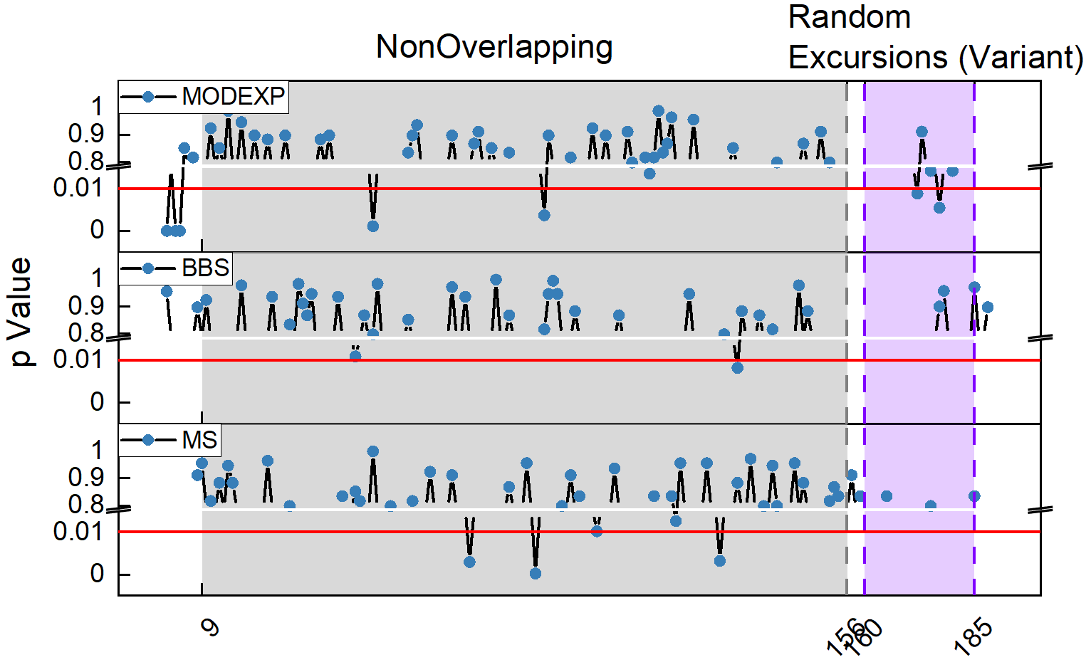 Random
NonOverlapping
Excursions (Variant)
MODEXP
1
0.9
0.8
0.01
0
BBS
1
0.9
0.8
0.01
0
MS
1
0.9
0.8
0.01
0
p Value
9
156
160
185